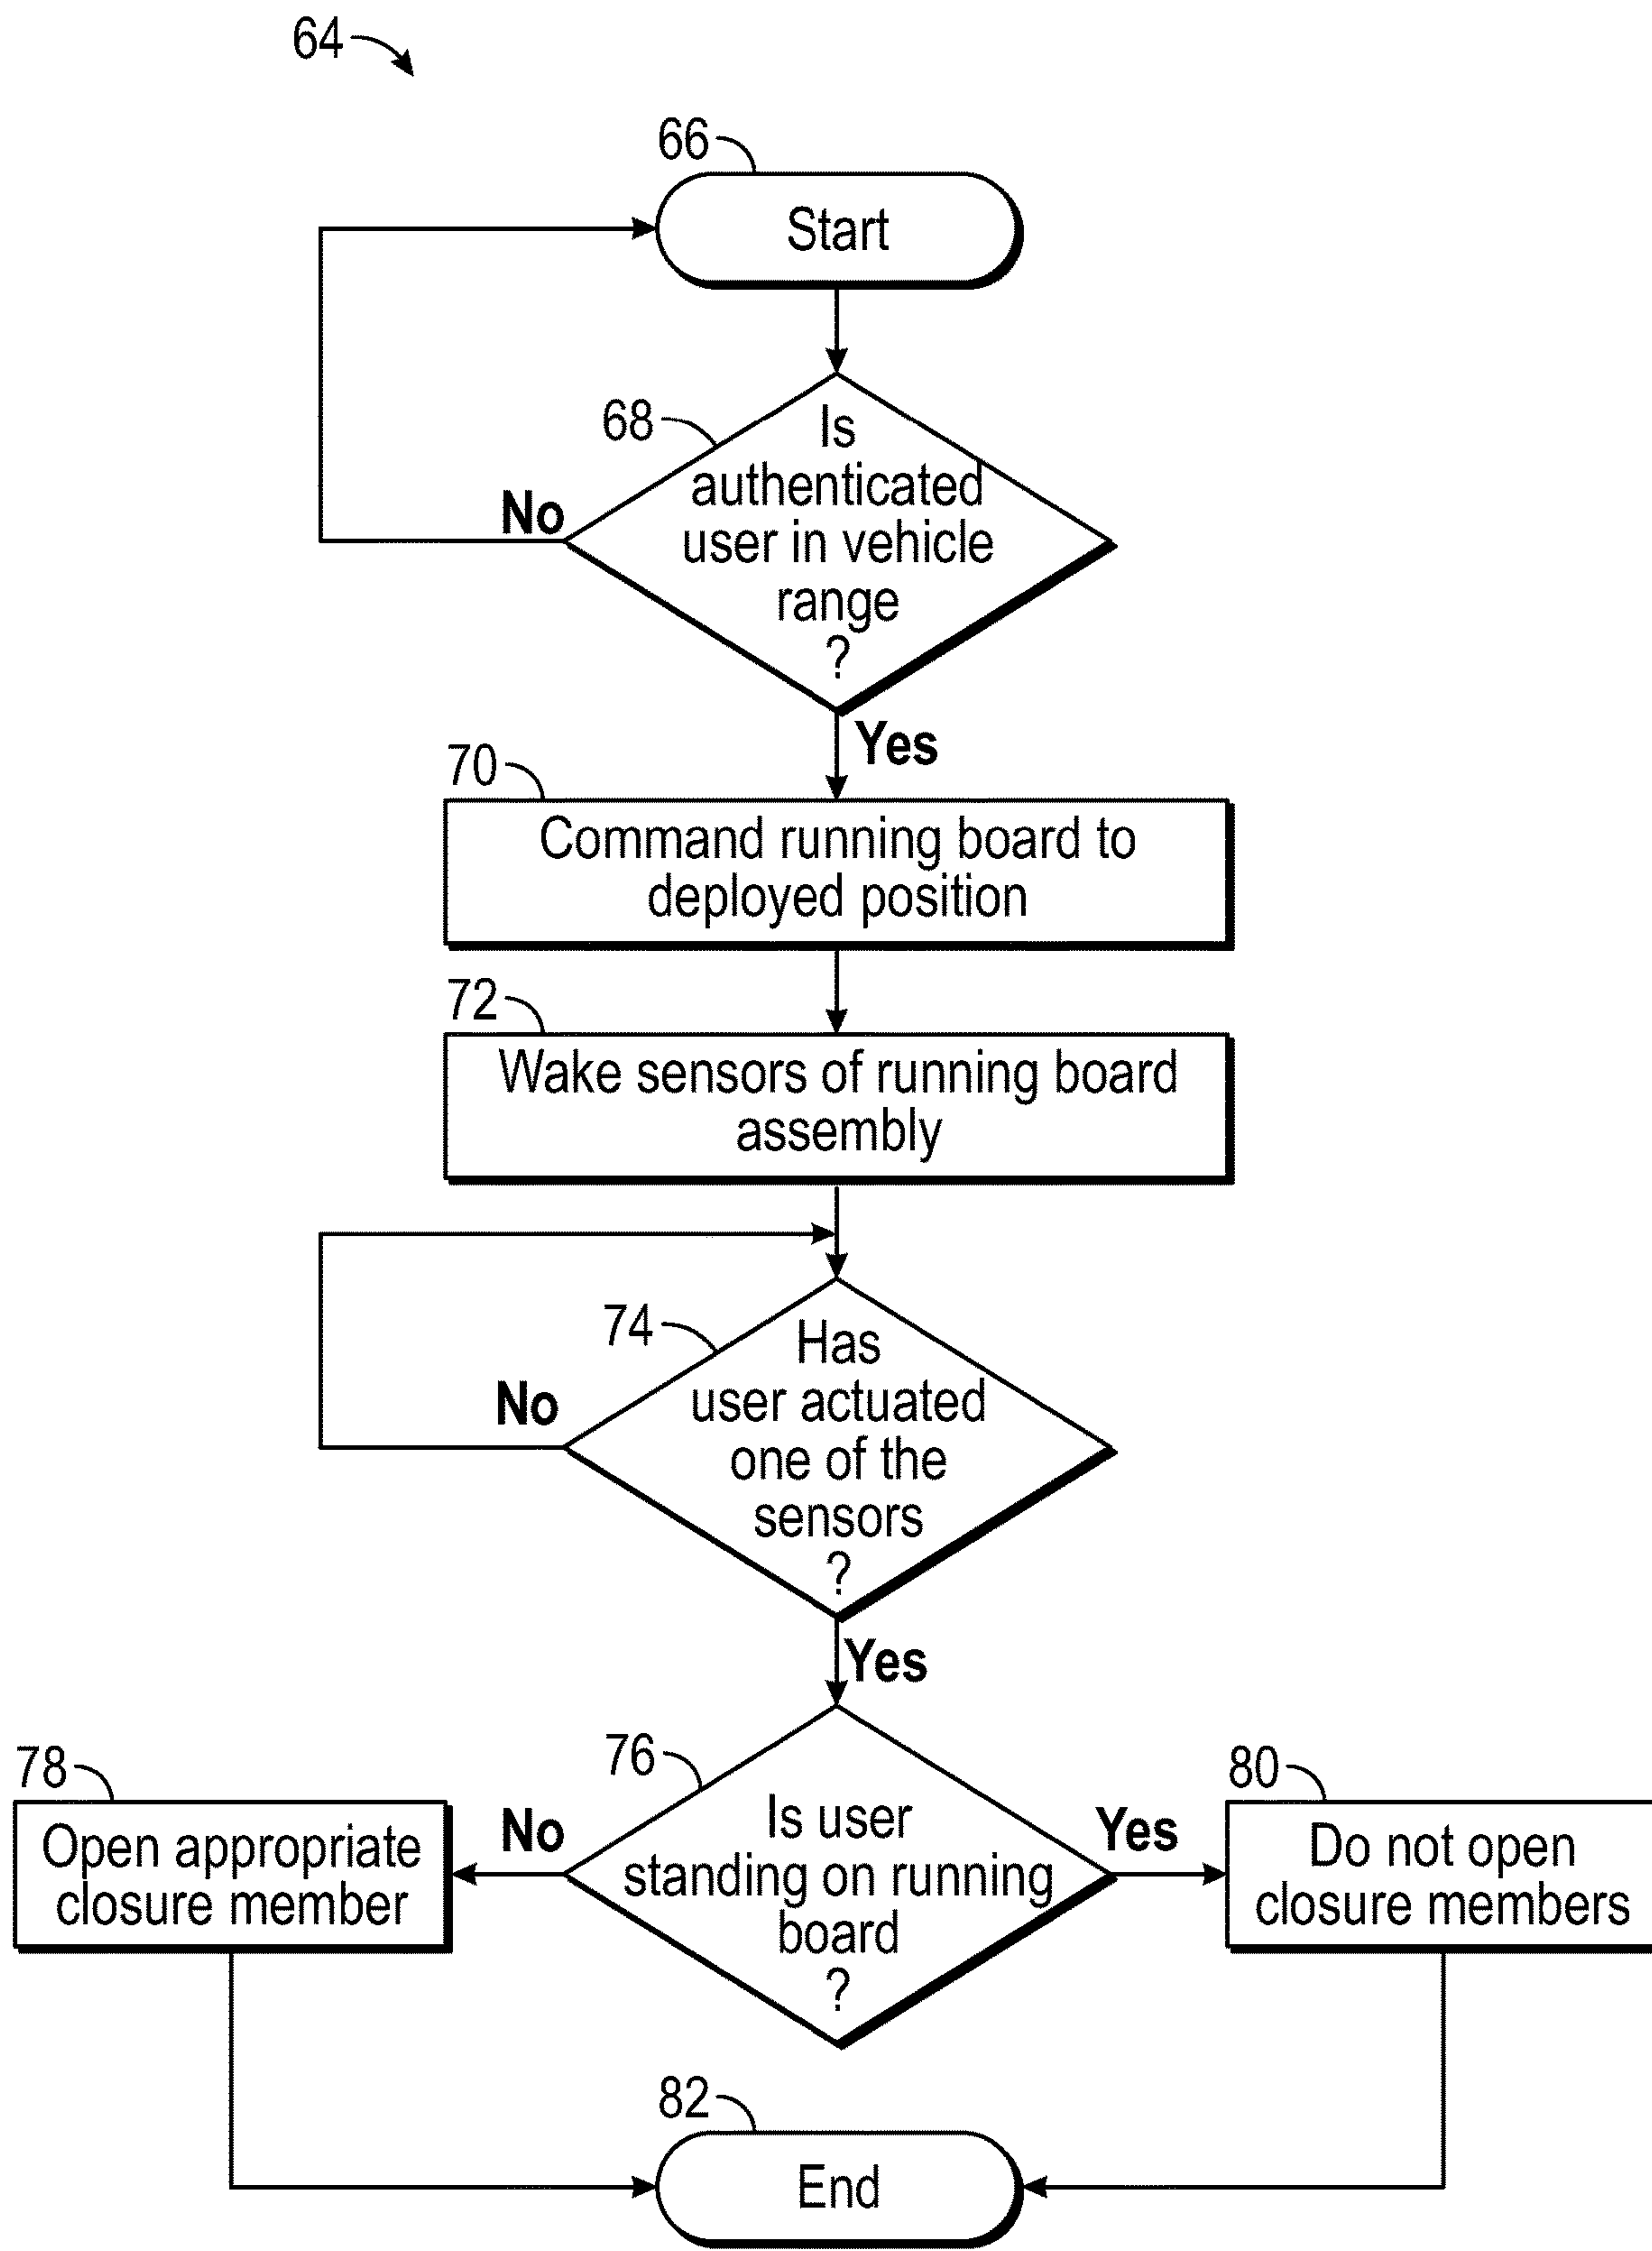 64
66
Start
68
Is
authenticated
user in vehicle
range
?
No
Yes
70
Command running board to
deployed position
72
Wake sensors of running board
assembly
74
Has
user actuated
one of the
sensors
?
No
Yes
76
Is user
standing on running
board
?
No
Yes
78
Open appropriate
closure member
80
Do not open
closure members
82
End